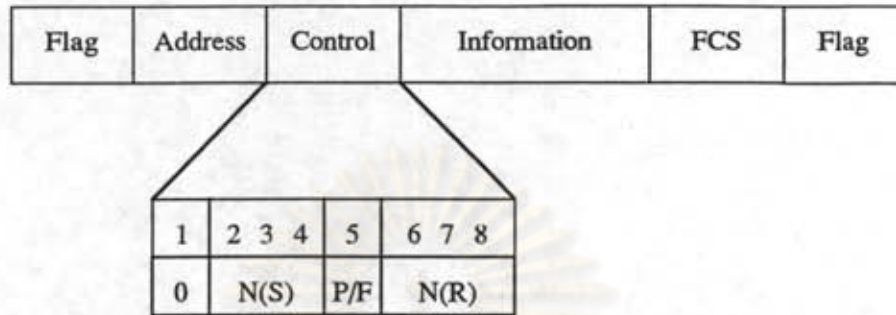 Flag Address Control Information FCS Flag
1 2 3 4 5 6 7 8
0 N(S) P/F N(R)